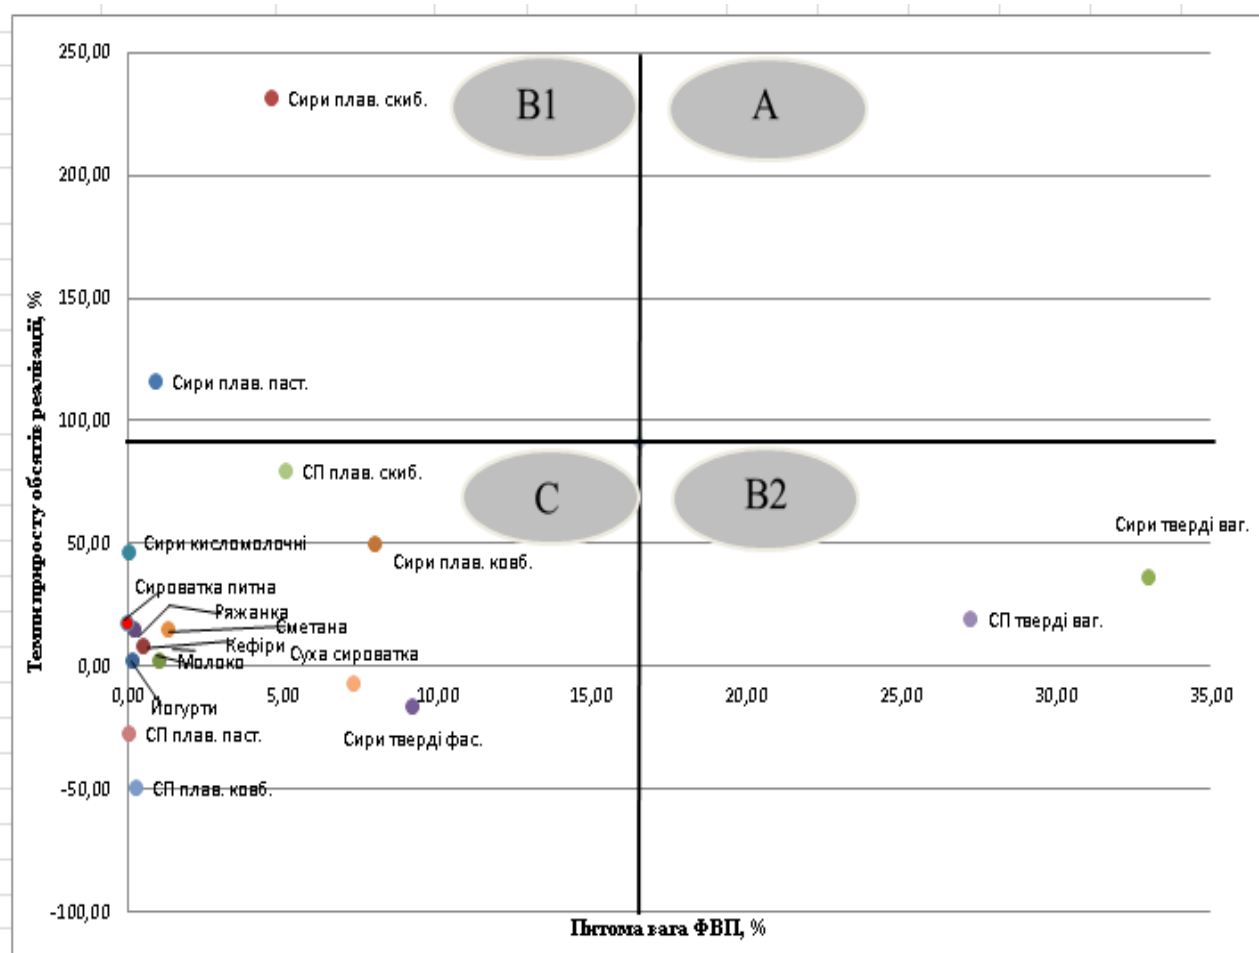 250,00
Сири плав. скиб.
В1
А
200,00
150,00
Сири плав. паст.
100,00
СП плав. скиб.
С
В2
50,00
Сири кисломолочні
Сири плав. ковб.
Сири тверді ваг.
Сироватка питна
Ряжанка
Сметана
СП тверді ваг.
Кефіри
Суха сироватка
Молоко
0,00
0,00 5,00 10,00 15,00 20,00 25,00 30,00 35,00
Йогурти
СП плав. паст.
Сири тверді фас.
-50,00
СП плав. ковб.
-100,00
Темпи приросту обсягів реалізації, %
Питома вага ФВП, %